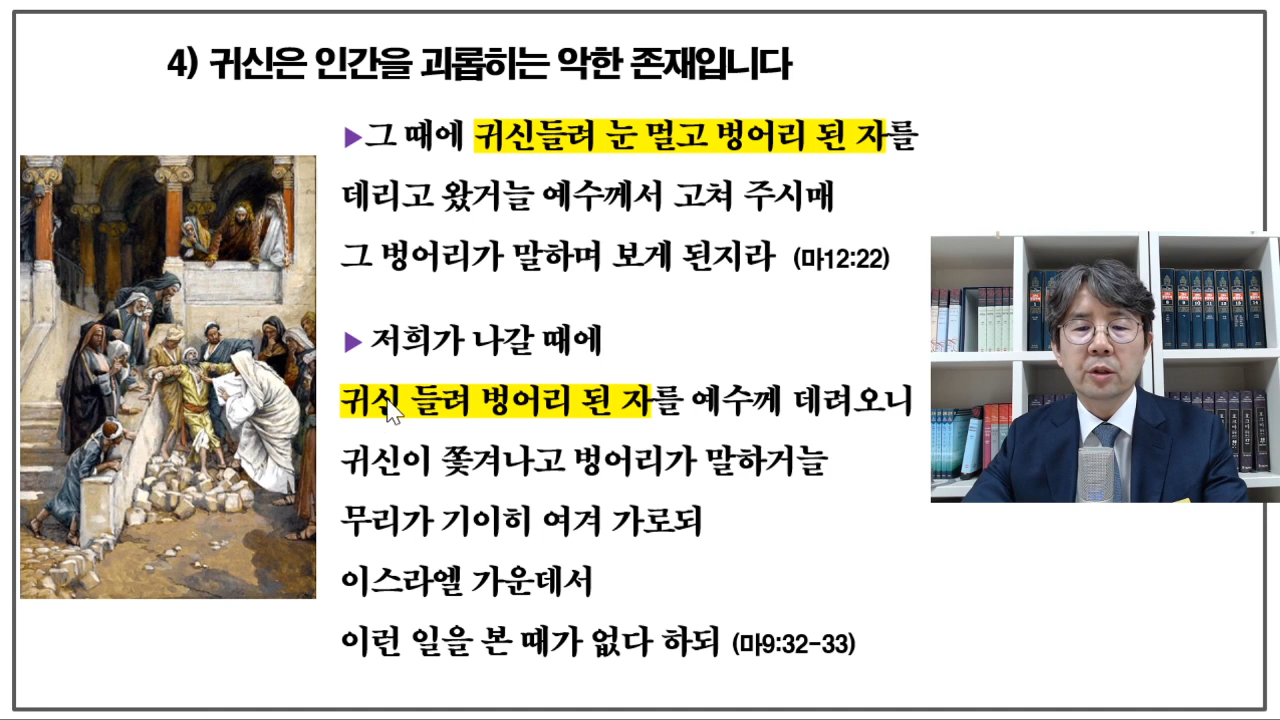 4) 귀신은 인간을 괴롭히는 악한 존재입니다
▶그 때에 귀신들려 눈 멀고 벙어리 된 자를
데리고 왔거늘 예수께서 고쳐 주시매
그 벙어리가 말하며 보게 된지라 (마12:22)
▶ 저희가 나갈 때에
귀신 들려 벙어리 된 자를 예수께 데려오니
귀신이 쫓겨나고 벙어리가 말하거늘
무리가 기이히 여겨 가로되
이스라엘 가운데서
이런 일을 본 때가 없다 하되 (마9:32-33)